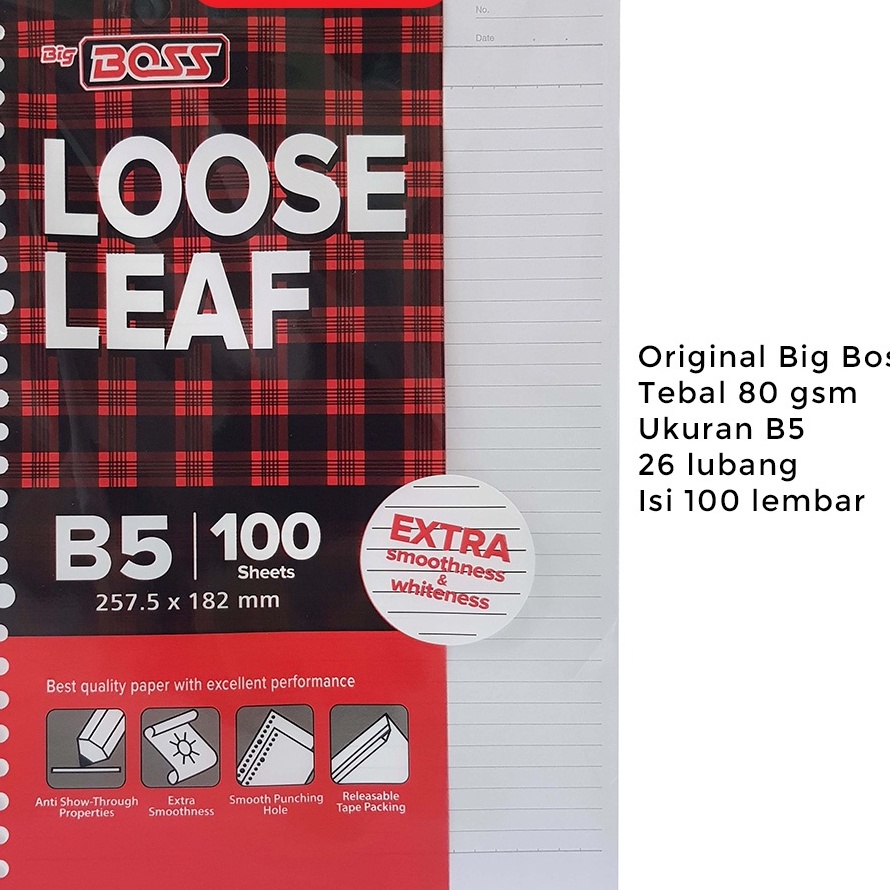 No.
Date . .
Big BOSS
LOOSE
LEAF
B5 | 100
Sheets
257.5 x 182 mm
EXTRA
smoothness
&
whiteness
Best quality paper with excellent performance
Anti Show-Through
Properties
Extra
Smoothness
Smooth Punching
Hole
Releasable
Tape Packing
Original Big Bos
Tebal 80 gsm
Ukuran B5
26 lubang
Isi 100 lembar